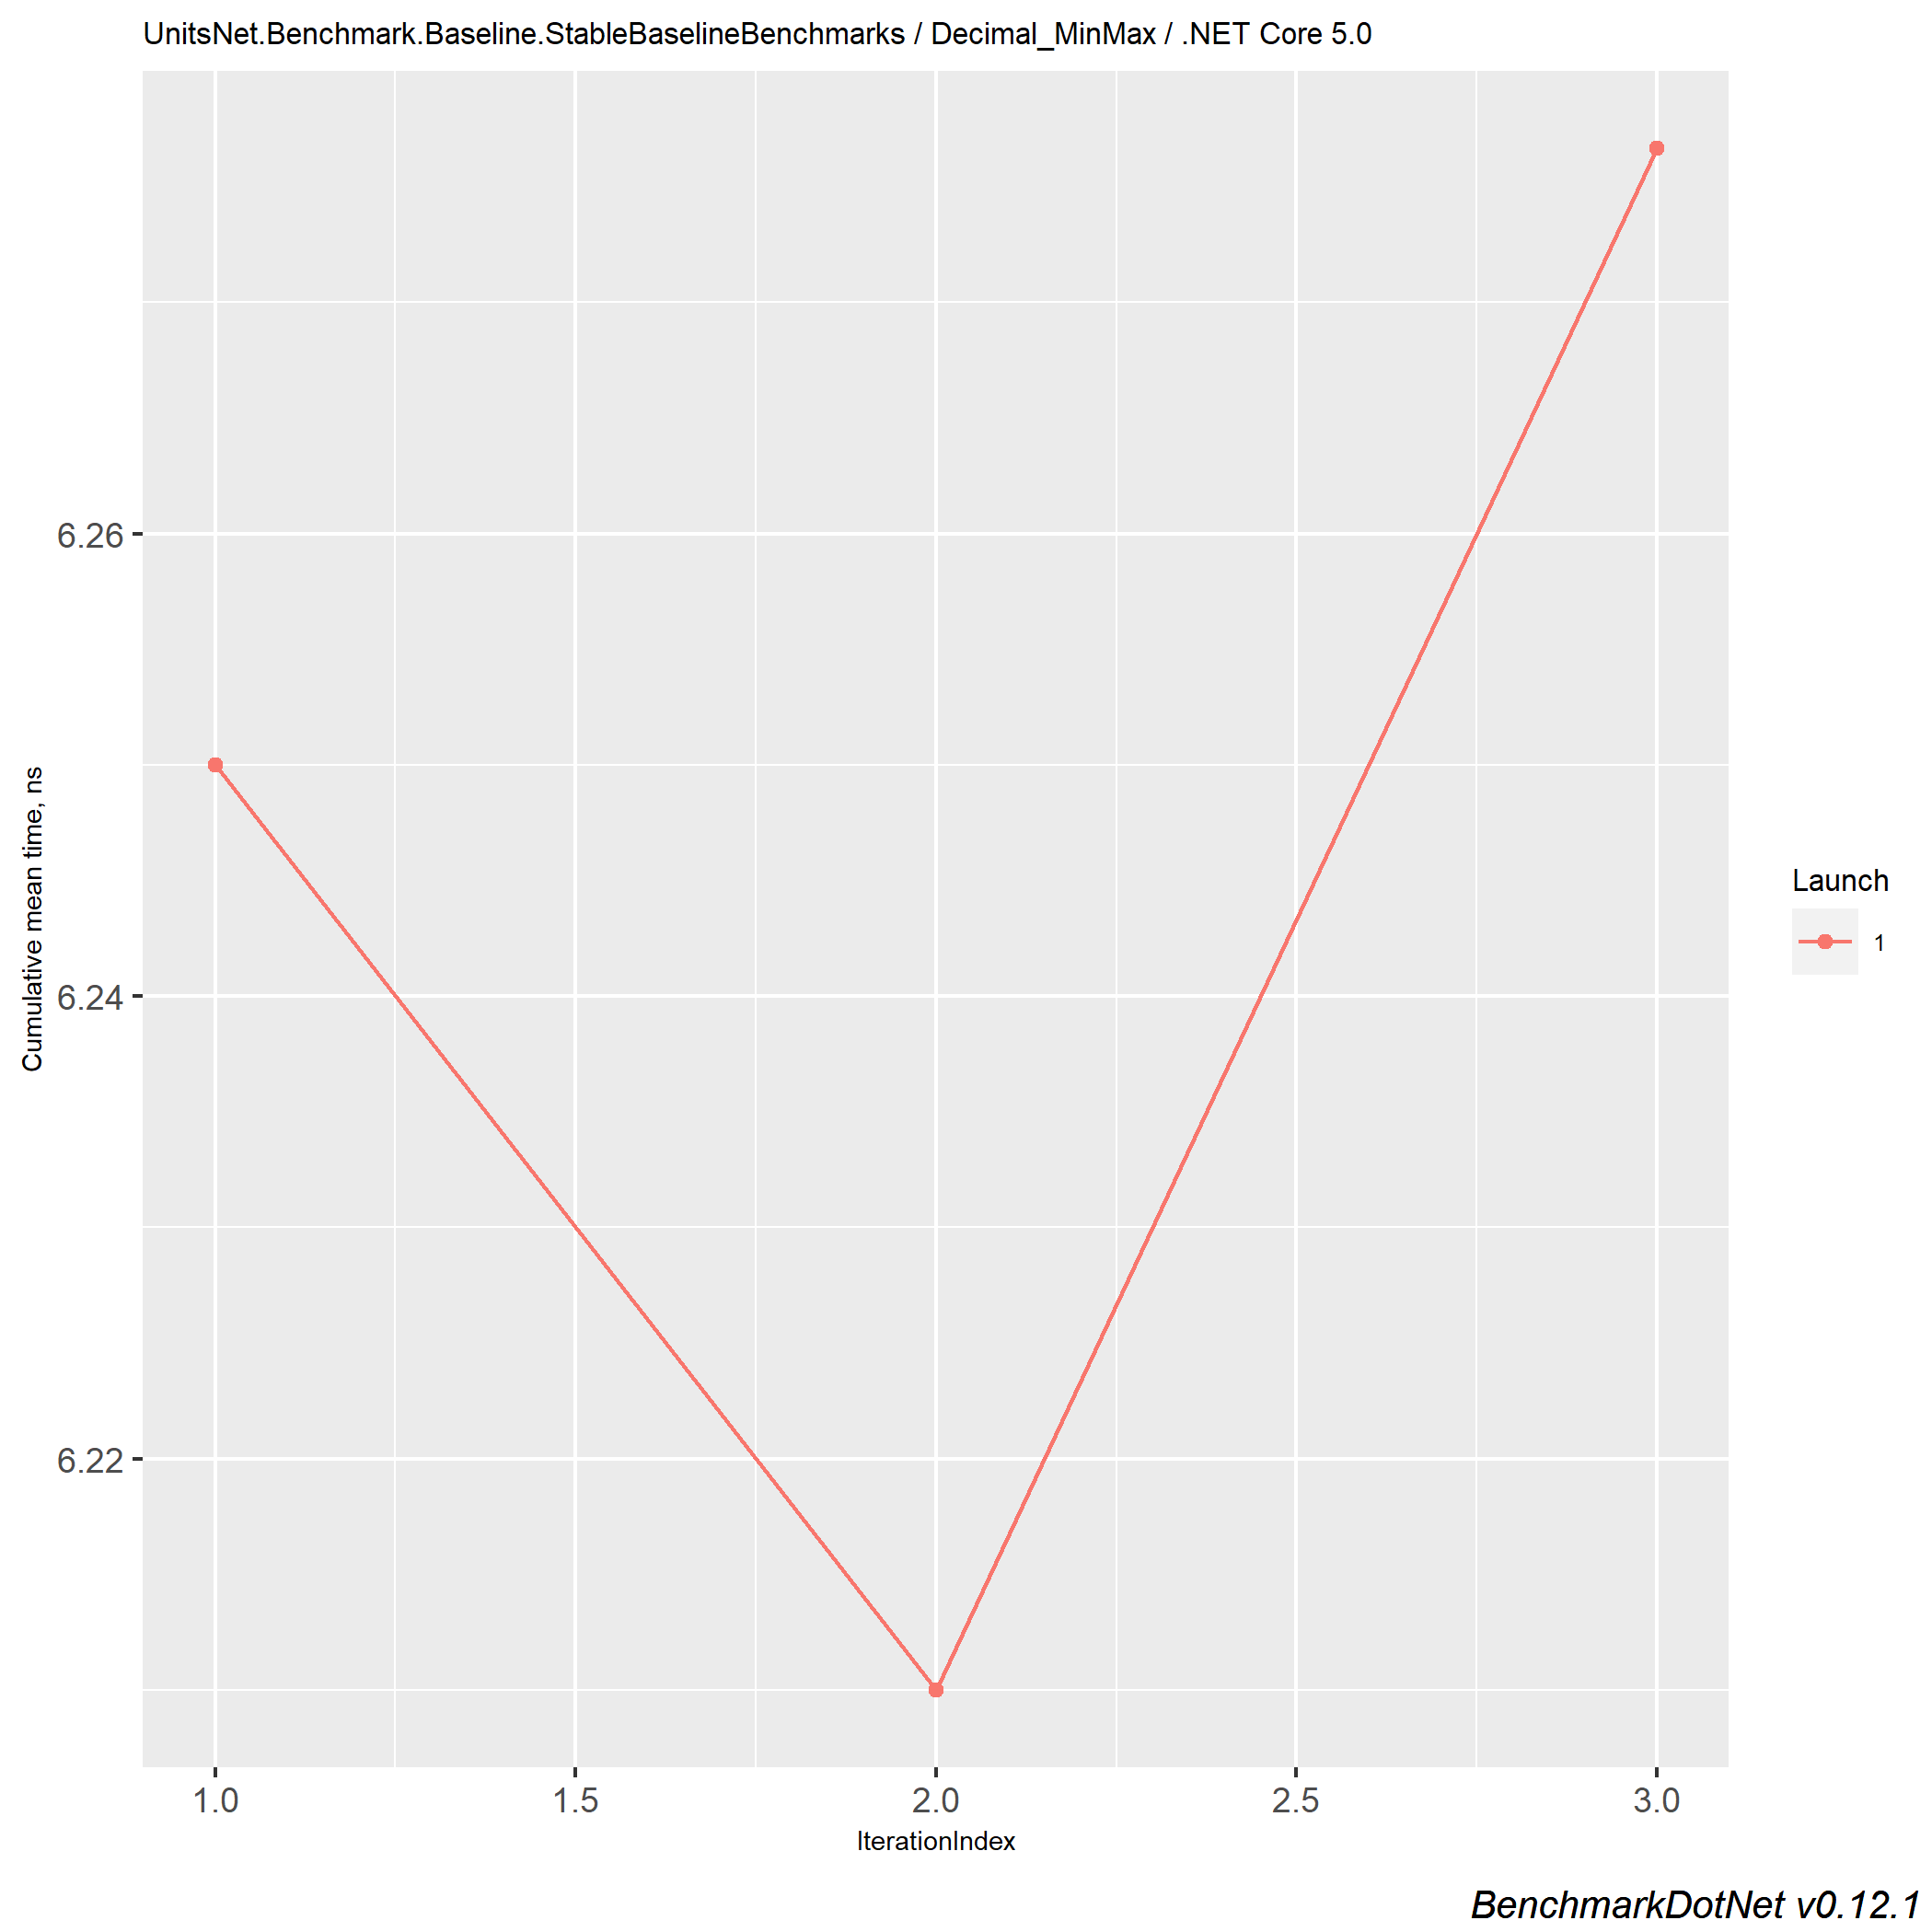 UnitsNet.Benchmark.Baseline.StableBaselineBenchmarks / Decimal_MinMax / .NET Core 5.0
Cumulative mean time, ns
6.26
6.24
6.22
1.0
1.5
2.0
2.5
3.0
IterationIndex
Launch
1
BenchmarkDotNet v0.12.1